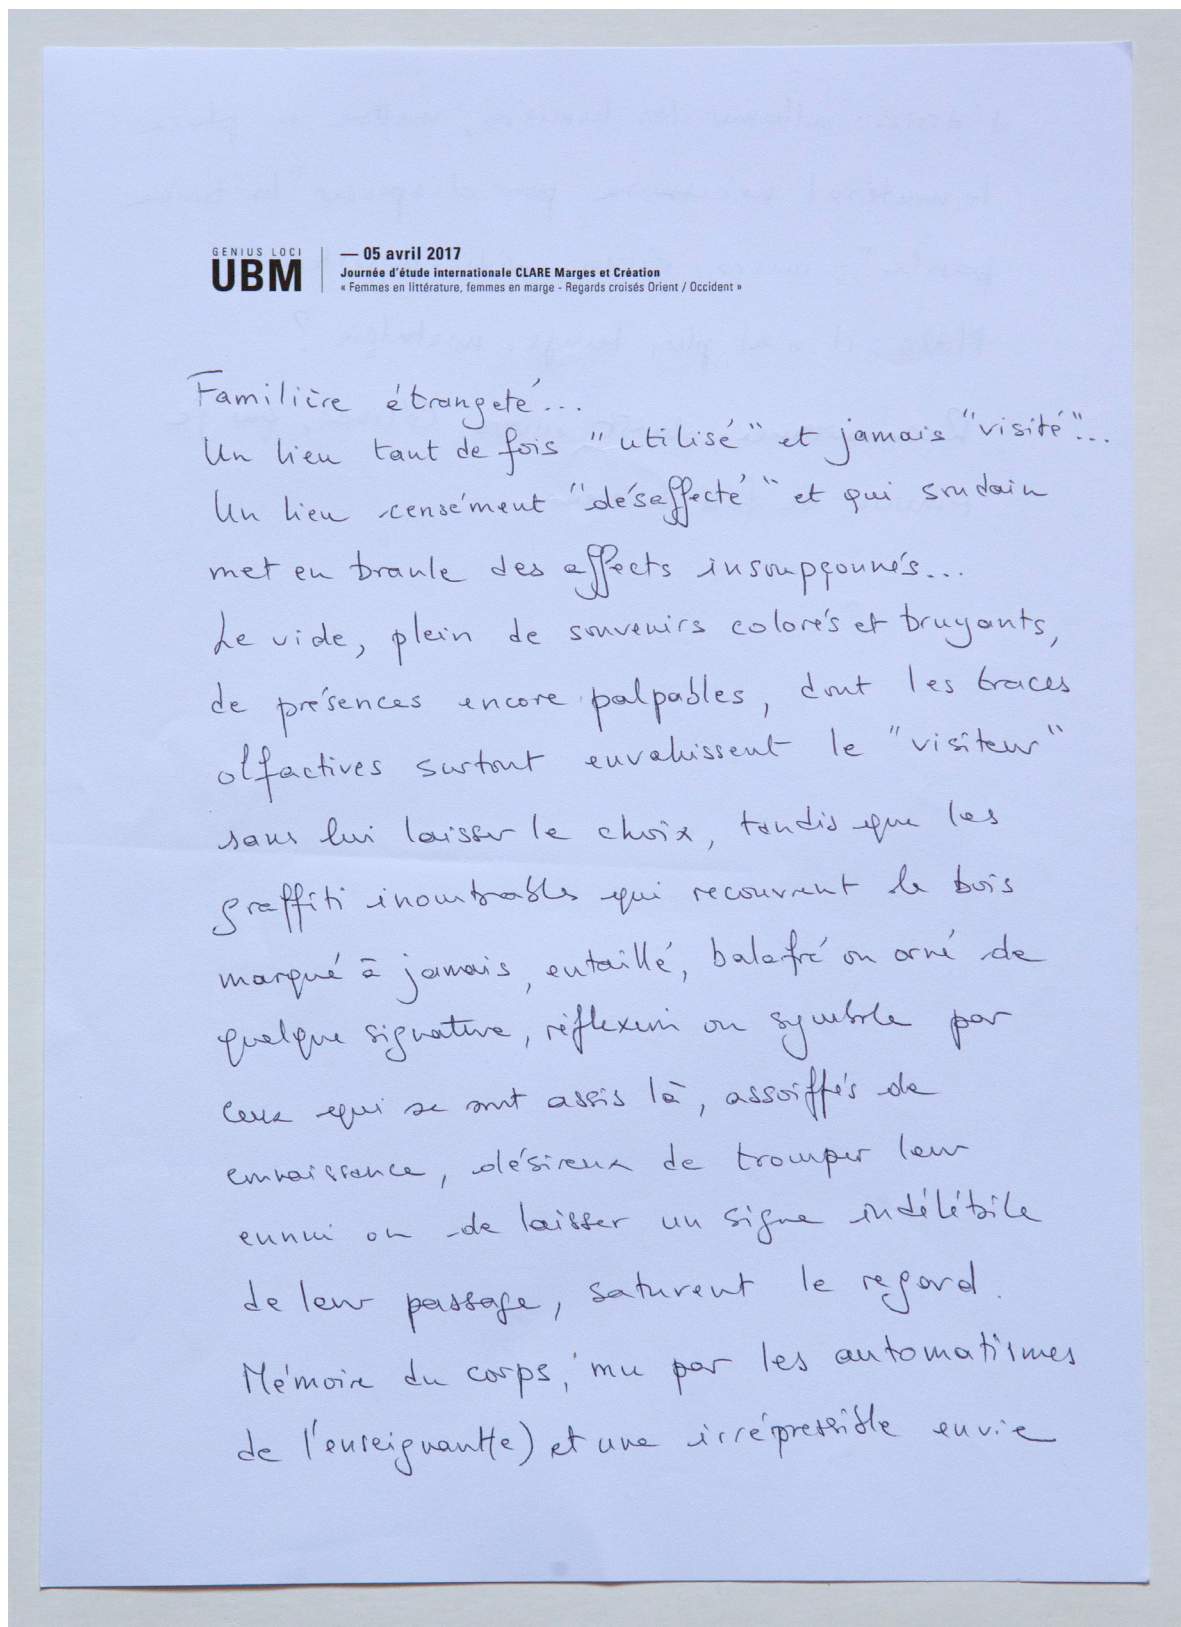 GENIUS LOCI
UBM
— 05 avril 2017
Journée d'étude internationale CLARE Marges et Création
« Femmes en littérature, femmes en marge - Regards croisés Orient / Occident »
Familière étrangeté...
Un lieu tant de fois "utilisé" et jamais "visité"...
Un lieu censément "désaffecté" et qui soudain
met en branle des affects insoupçonnés...
Le vide, plein de souvenirs colorés et bruyants,
de présences encore palpables, dont les traces
olfactives surtout envahissent le "visiteur"
sans lui laisser le choix, tandis que les
graffiti inombrables qui recouvrent le bois
marqué à jamais, entaillé, balafré ou orné de
quelque signature, réflexion ou symbole par
ceux qui se sont assis là, assoiffés de
connaissance, désireux de tromper leur
ennui ou de laisser un signe indélébile
de leur passage, saturent le regard.
Mémoire du corps, mu par les automatismes
de l'enseignant(e) et une irrépressible envie